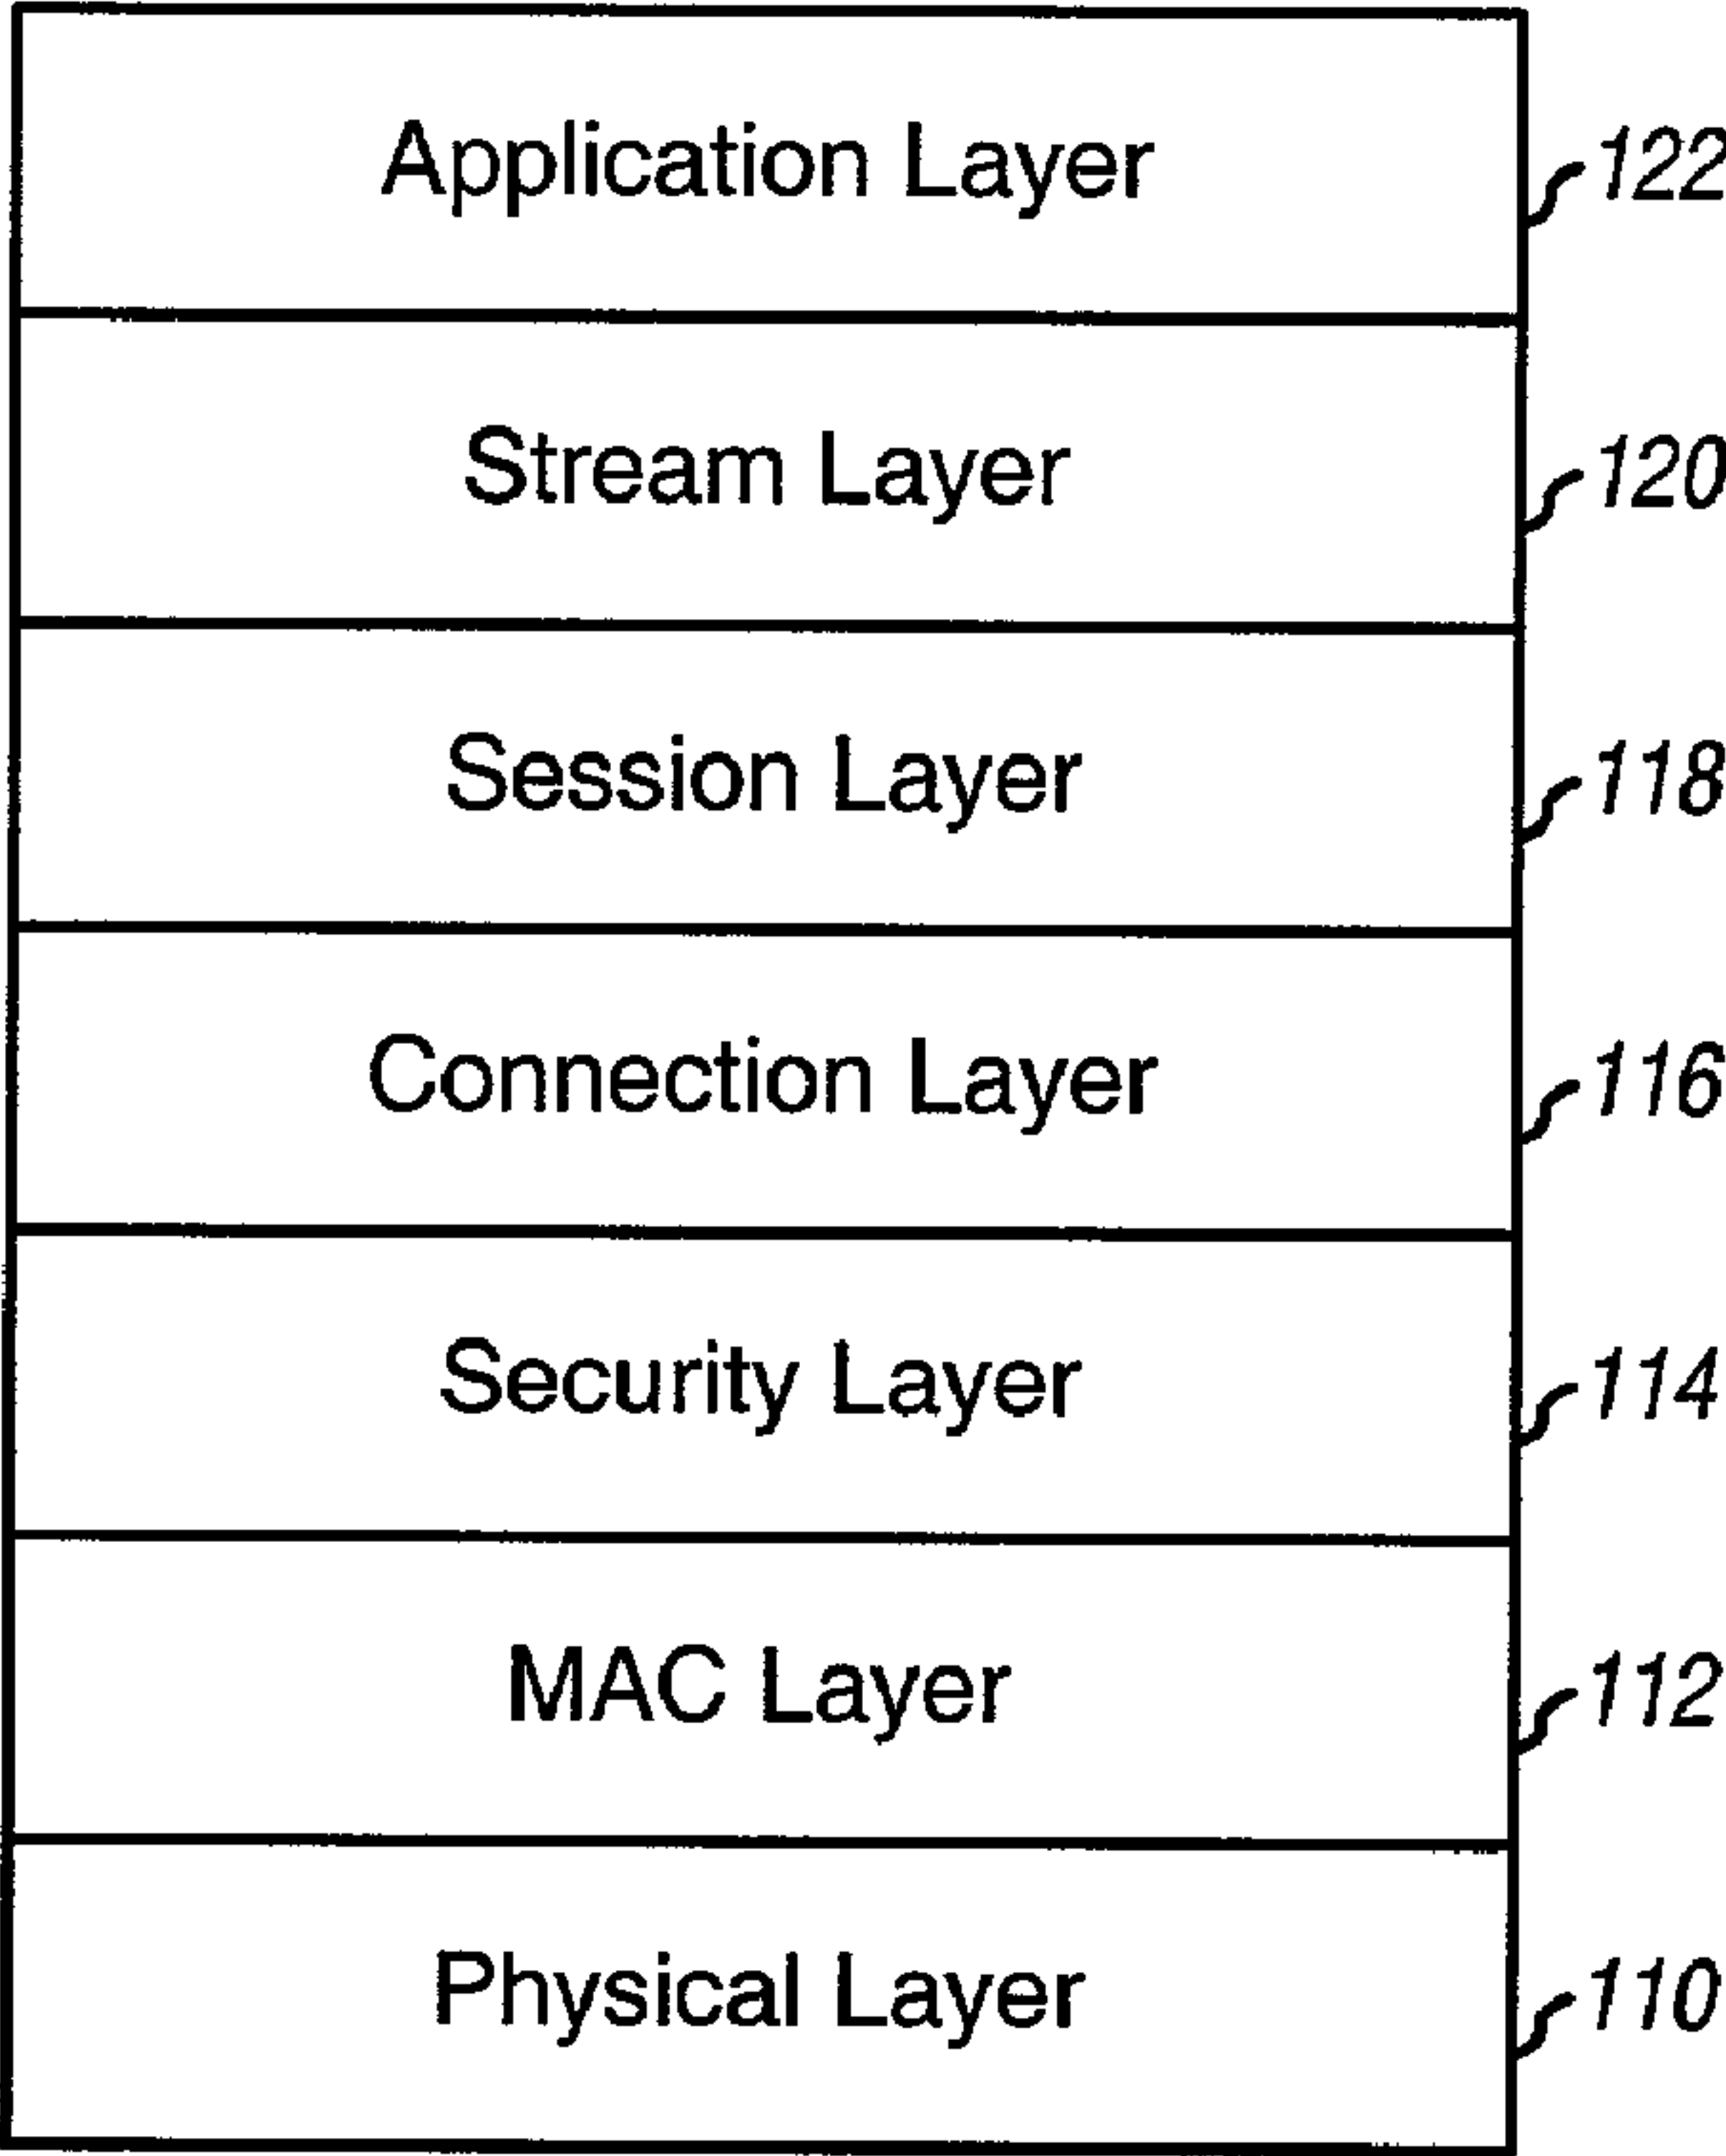 Application Layer 122
Stream Layer 120
Session Layer 118
Connection Layer 116
Security Layer 114
MAC Layer 112
Physical Layer 110